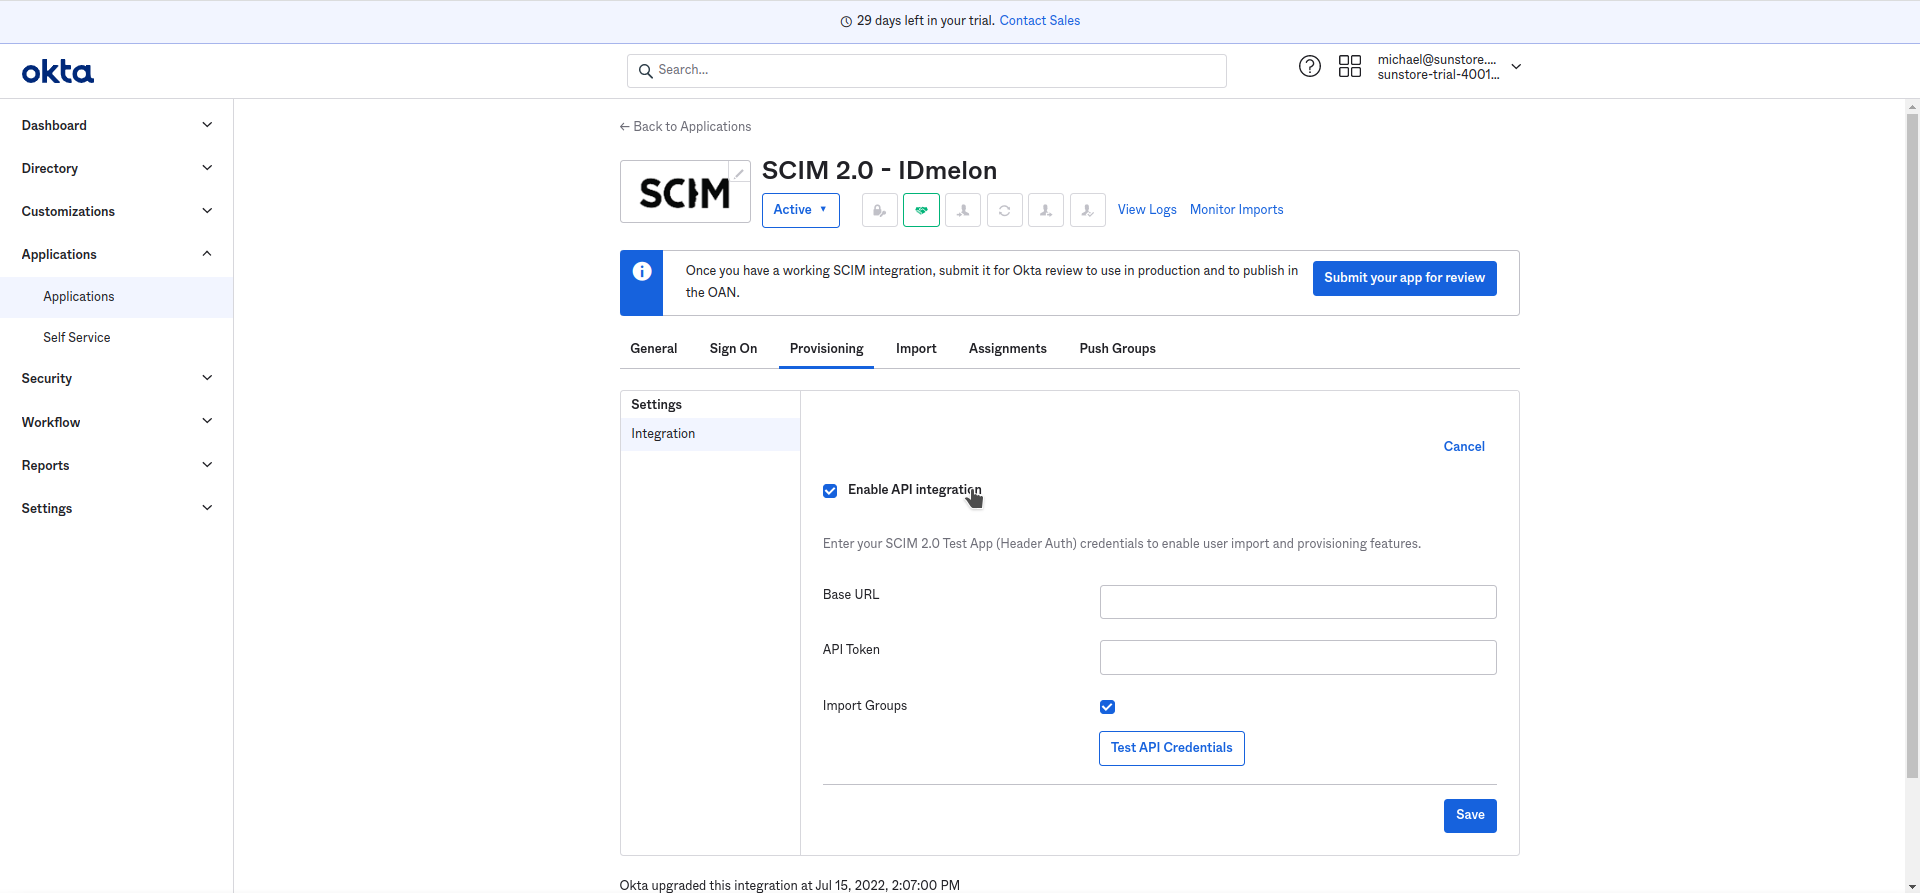 29 days left in your trial. Contact Sales
okta
Search...
michael@sunstore....
sunstore-trial-4001...
Dashboard
Directory
Customizations
Applications
Applications
Self Service
Security
Workflow
Reports
Settings
← Back to Applications
SCIM
SCIM 2.0 - IDmelon
Active
View Logs
Monitor Imports
Once you have a working SCIM integration, submit it for Okta review to use in production and to publish in
the OAN.
Submit your app for review
General
Sign On
Provisioning
Import
Assignments
Push Groups
Settings
Integration
Cancel
Enable API integration
Enter your SCIM 2.0 Test App (Header Auth) credentials to enable user import and provisioning features.
Base URL
API Token
Import Groups
Test API Credentials
Save
Okta upgraded this integration at Jul 15, 2022, 2:07:00 PM